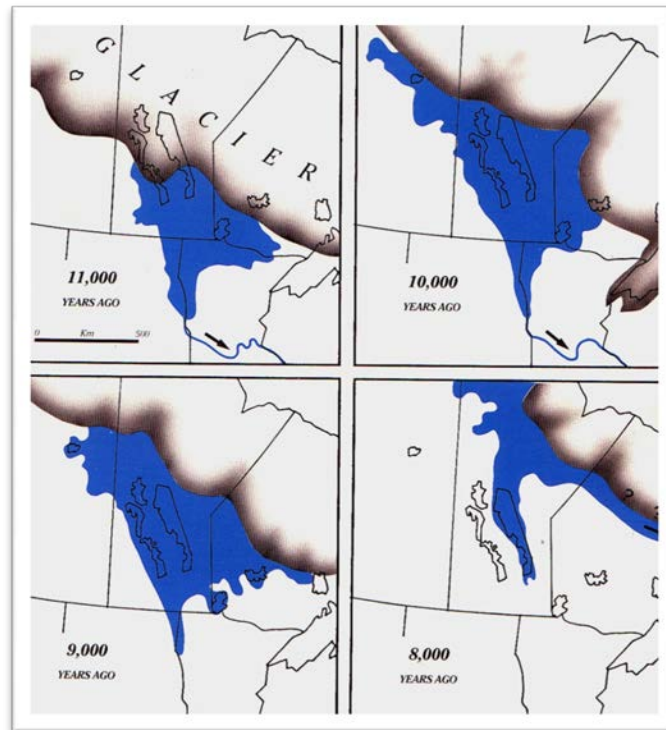 GLACIER
11,000
YEARS AGO
0 Km 500
10,000
YEARS AGO
9,000
YEARS AGO
8,000
YEARS AGO
?
?